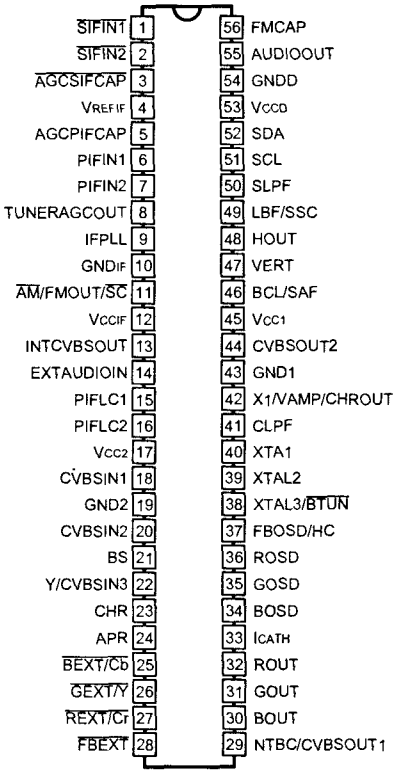 SIFIN1 1 56 FMCAP
SIFIN2 2 55 AUDIOOUT
AGCSIFCAP 3 54 GNDD
VREFIF 4 53 VCCD
AGCPIFCAP 5 52 SDA
PIFIN1 6 51 SCL
PIFIN2 7 50 SLPF
TUNERAGCOUT 8 49 LBF/SSC
IFPLL 9 48 HOUT
GNDIF 10 47 VERT
AM/FMOUT/SC 11 46 BCL/SAF
VCCIF 12 45 VCC1
INTCVBSOUT 13 44 CVBSOUT2
EXTAUDIOIN 14 43 GND1
PIFLC1 15 42 X1/VAMP/CHROUT
PIFLC2 16 41 CLPF
VCC2 17 40 XTA1
CVBSIN1 18 39 XTAL2
GND2 19 38 XTAL3/BTUN
CVBSIN2 20 37 FBOSD/HC
BS 21 36 ROSD
Y/CVBSIN3 22 35 GOSD
CHR 23 34 BOSD
APR 24 33 ICATH
BEXT/Cb 25 32 ROUT
GEXT/Y 26 31 GOUT
REXT/Cr 27 30 BOUT
FBEXT 28 29 NTBC/CVBSOUT1